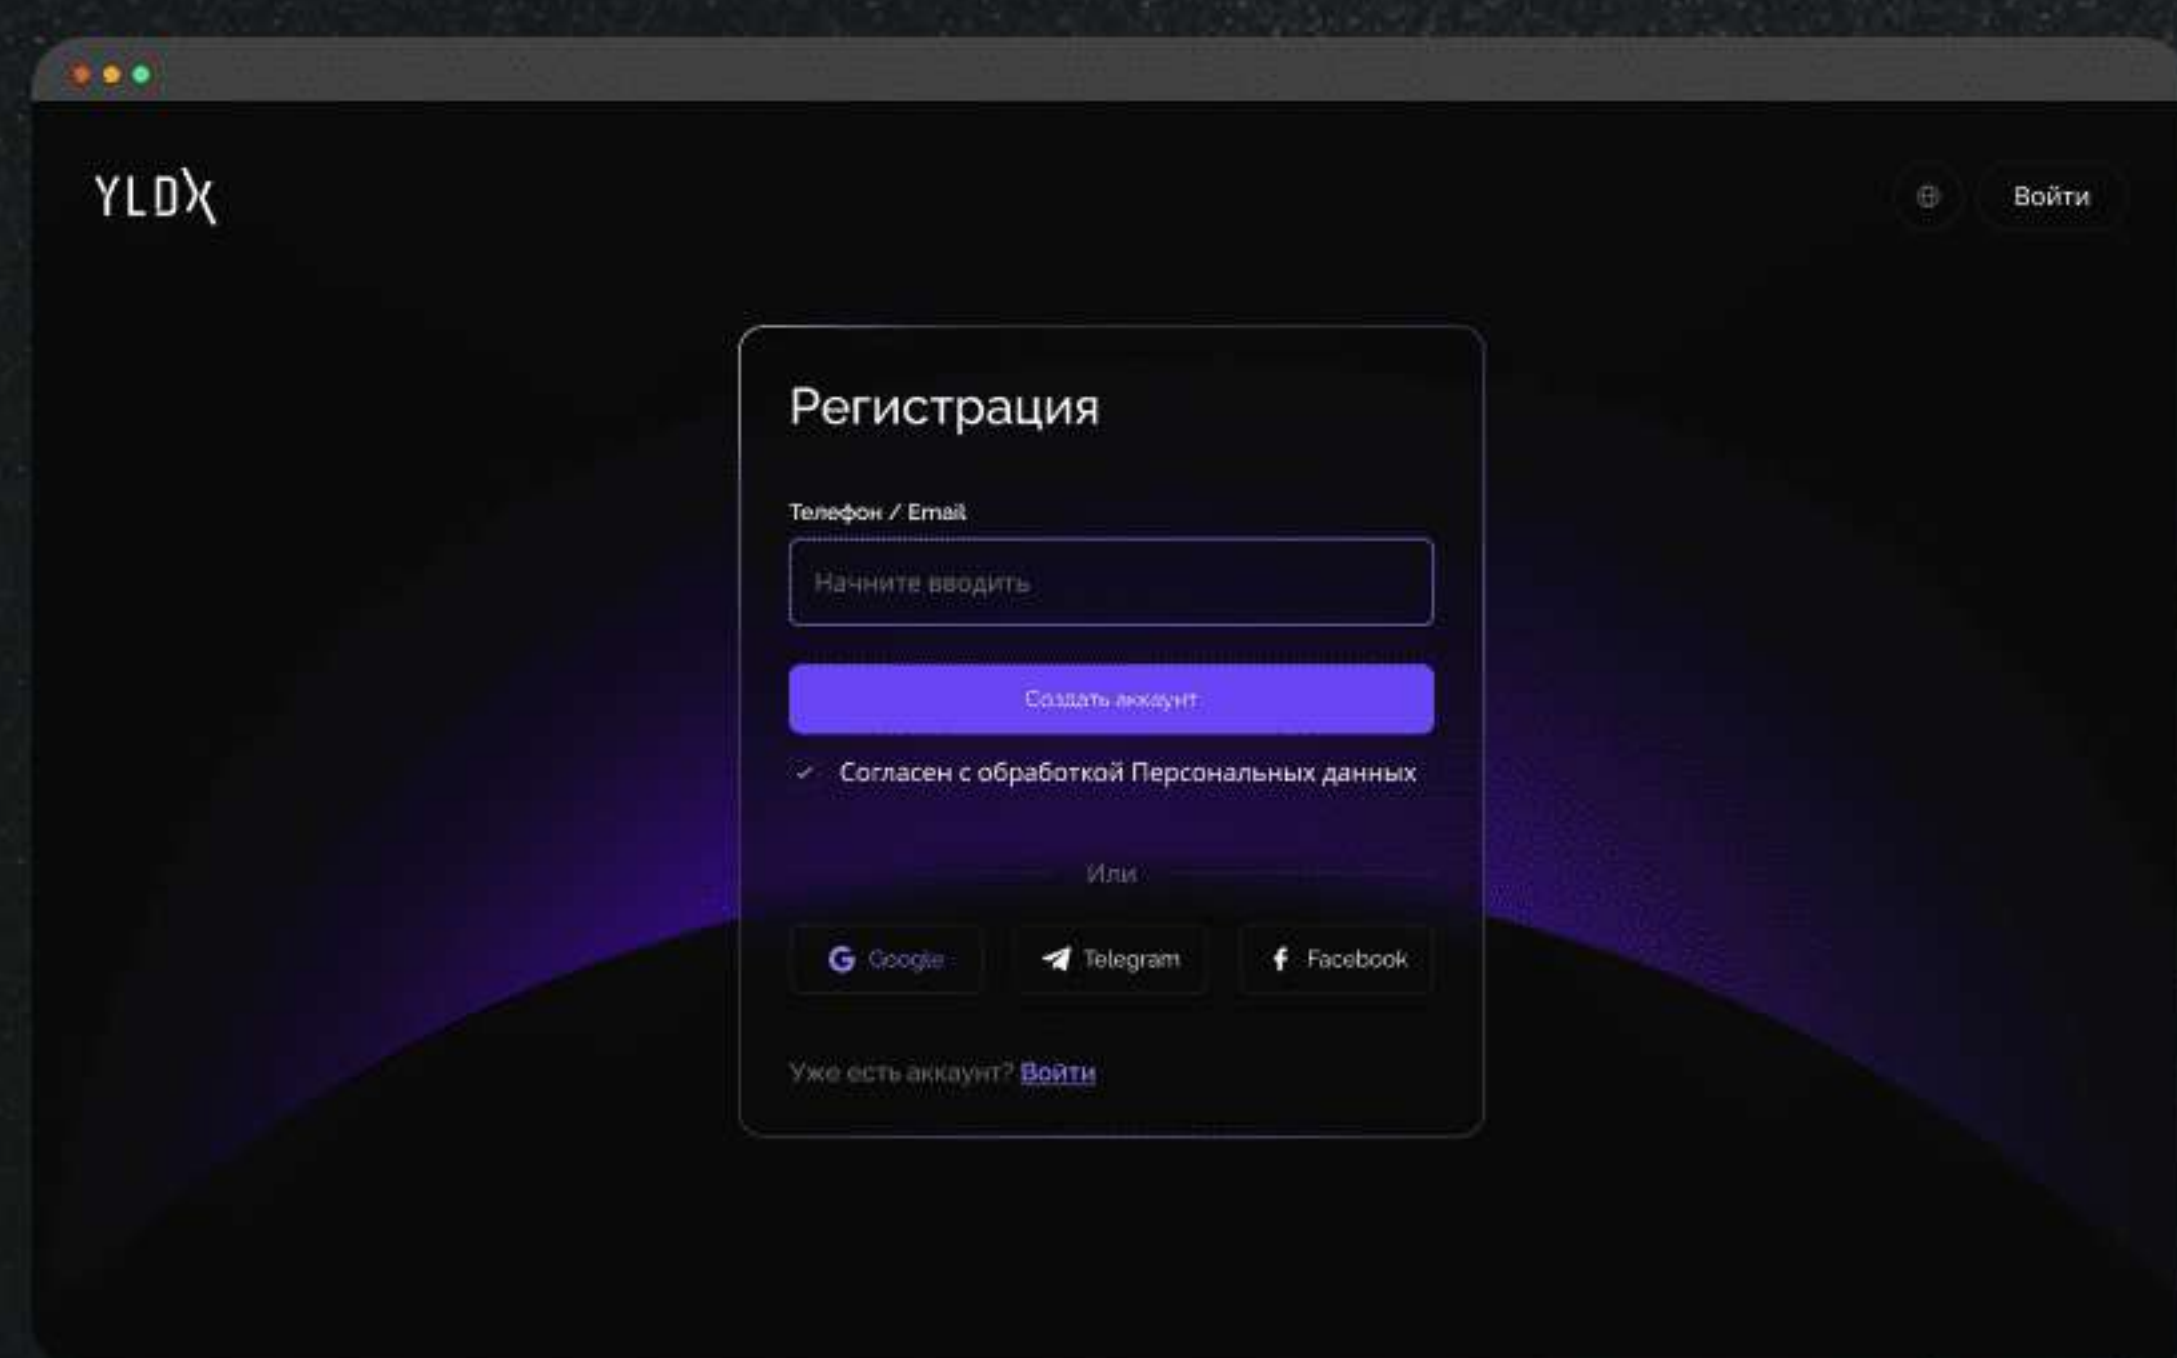 YLDX
Войти
Регистрация
Телефон / Email
Начните вводить
Создать аккаунт
Согласен с обработкой Персональных данных
Или
Google
Telegram
Facebook
Уже есть аккаунт? Войти